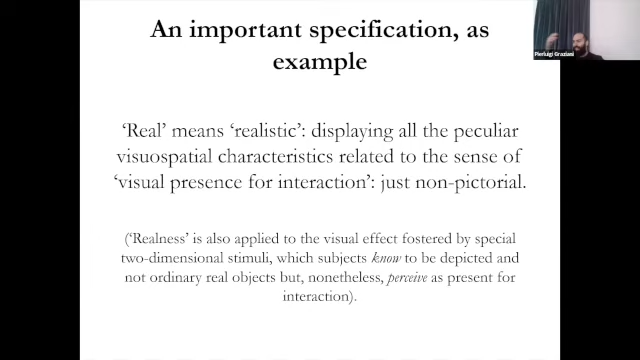 An important specification, as
example
Pierluigi Graziani
‘Real’ means ‘realistic’: displaying all the peculiar
visuospatial characteristics related to the sense of
‘visual presence for interaction’: just non-pictorial.
(‘Realness’ is also applied to the visual effect fostered by special
two-dimensional stimuli, which subjects know to be depicted and
not ordinary real objects but, nonetheless, perceive as present for
interaction).